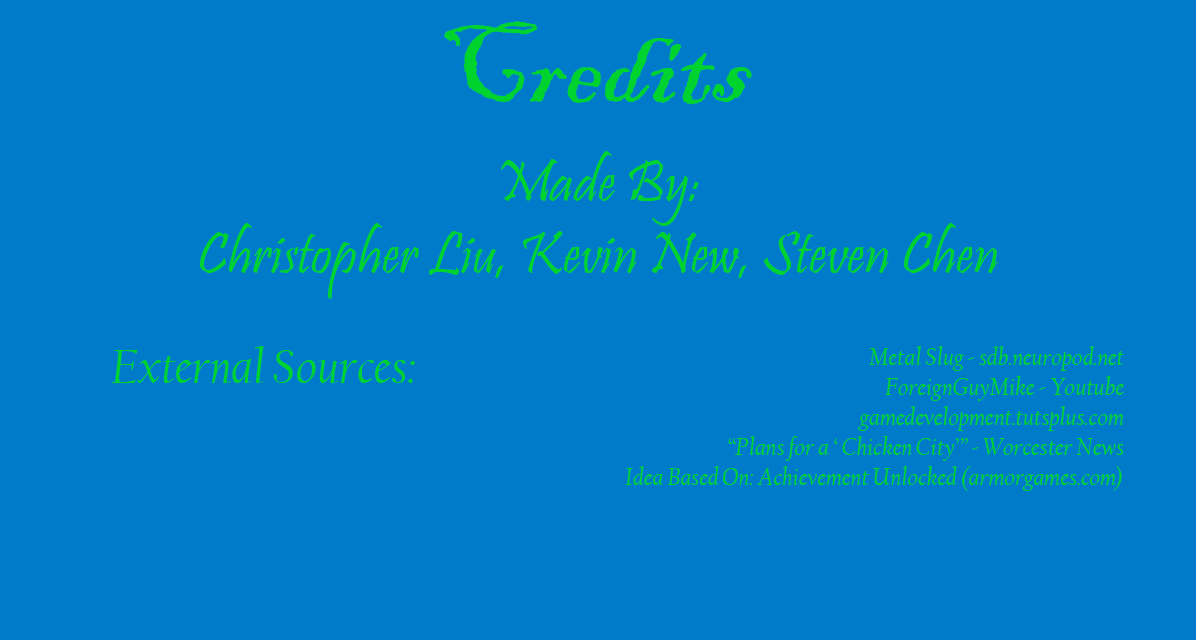 Credits
Made By:
Christopher Liu, Kevin New, Steven Chen
External Sources:
Metal Slug - sdb.neuropod.net
ForeignGuyMike - Youtube
gamedevelopment.tutsplus.com
“Plans for a ‘ Chicken City’” - Worcester News
Idea Based On: Achievement Unlocked (armorgames.com)